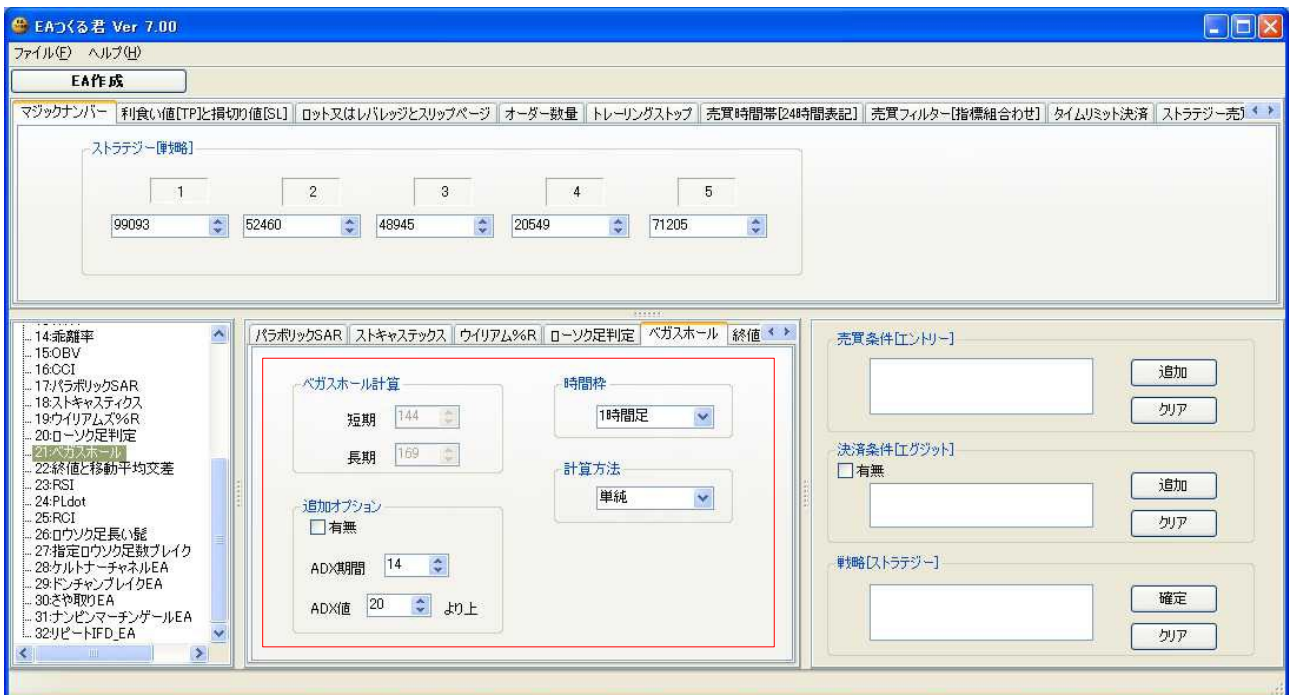 EAつくる君 Ver 7.00
ファイル(F) ヘルプ(H)
EA作成
マジックナンバー 利食い値[TP]と損切り値[SL] ロット又はレバレッジとスリップページ オーダー数量 トレーリングストップ 売買時間帯[24時間表記] 売買フィルター[指標組合わせ] タイムリミット決済 ストラテジー売
ストラテジー[戦略]
1 2 3 4 5
99093 52460 48945 20549 71205
14:乖離率
15:OBV
16:CCI
17:パラボリックSAR
18:ストキャスティクス
19:ウイリアムズ%R
20:ローソク足判定
21:ベガスホール
22:終値と移動平均交差
23:RSI
24:PLdot
25:RCI
26:ロウソク足長い髭
27:指定ロウソク足数ブレイク
28:ケルトナーチャネルEA
29:ドンチャンブレイクEA
30:さや取りEA
31:ナンピンマーチンゲールEA
32:リピートIFD_EA
パラボリックSAR ストキャステックス ウイリアム%R ローソク足判定 ベガスホール 終値
ベガスホール計算
短期 144
長期 169
時間枠
1時間足
計算方法
単純
追加オプション
有無
ADX期間 14
ADX値 20 より上
売買条件[エントリー]
追加
クリア
決済条件[エグジット]
有無
追加
クリア
戦略[ストラテジー]
確定
クリア